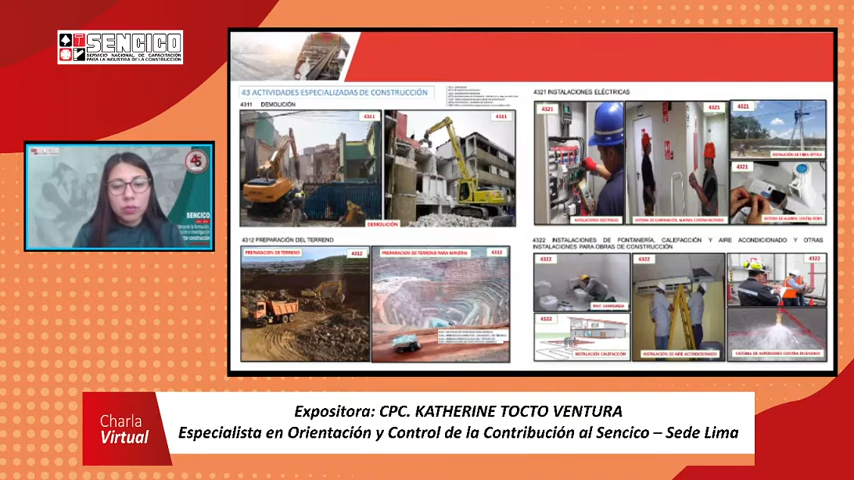 SENCICO
SERVICIO NACIONAL DE CAPACITACIÓN
PARA LA INDUSTRIA DE LA CONSTRUCCIÓN
45
SENCICO
43 ACTIVIDADES ESPECIALIZADAS DE CONSTRUCCIÓN
4311 DEMOLICIÓN
4311
4311
DEMOLICIÓN
4312 PREPARACIÓN DEL TERRENO
PREPARACIÓN DE TERRENO
4312
PREPARACIÓN DE TERRENO PARA MINERIA
4312
4321 INSTALACIONES ELÉCTRICAS
4321
INSTALACIONES ELÉCTRICAS
4321
4321
INSTALACIÓN DE FIBRA ÓPTICA
4321
4322 INSTALACIONES DE FONTANERÍA, CALEFACCIÓN Y AIRE ACONDICIONADO Y OTRAS
INSTALACIONES PARA OBRAS DE CONSTRUCCIÓN
4322
4322
INSTALACIÓN CALEFACCIÓN
4322
INSTALACIÓN DE AIRE ACONDICIONADO
4322
Charla
Virtual
Expositora: CPC. KATHERINE TOCTO VENTURA
Especialista en Orientación y Control de la Contribución al Sencico – Sede Lima